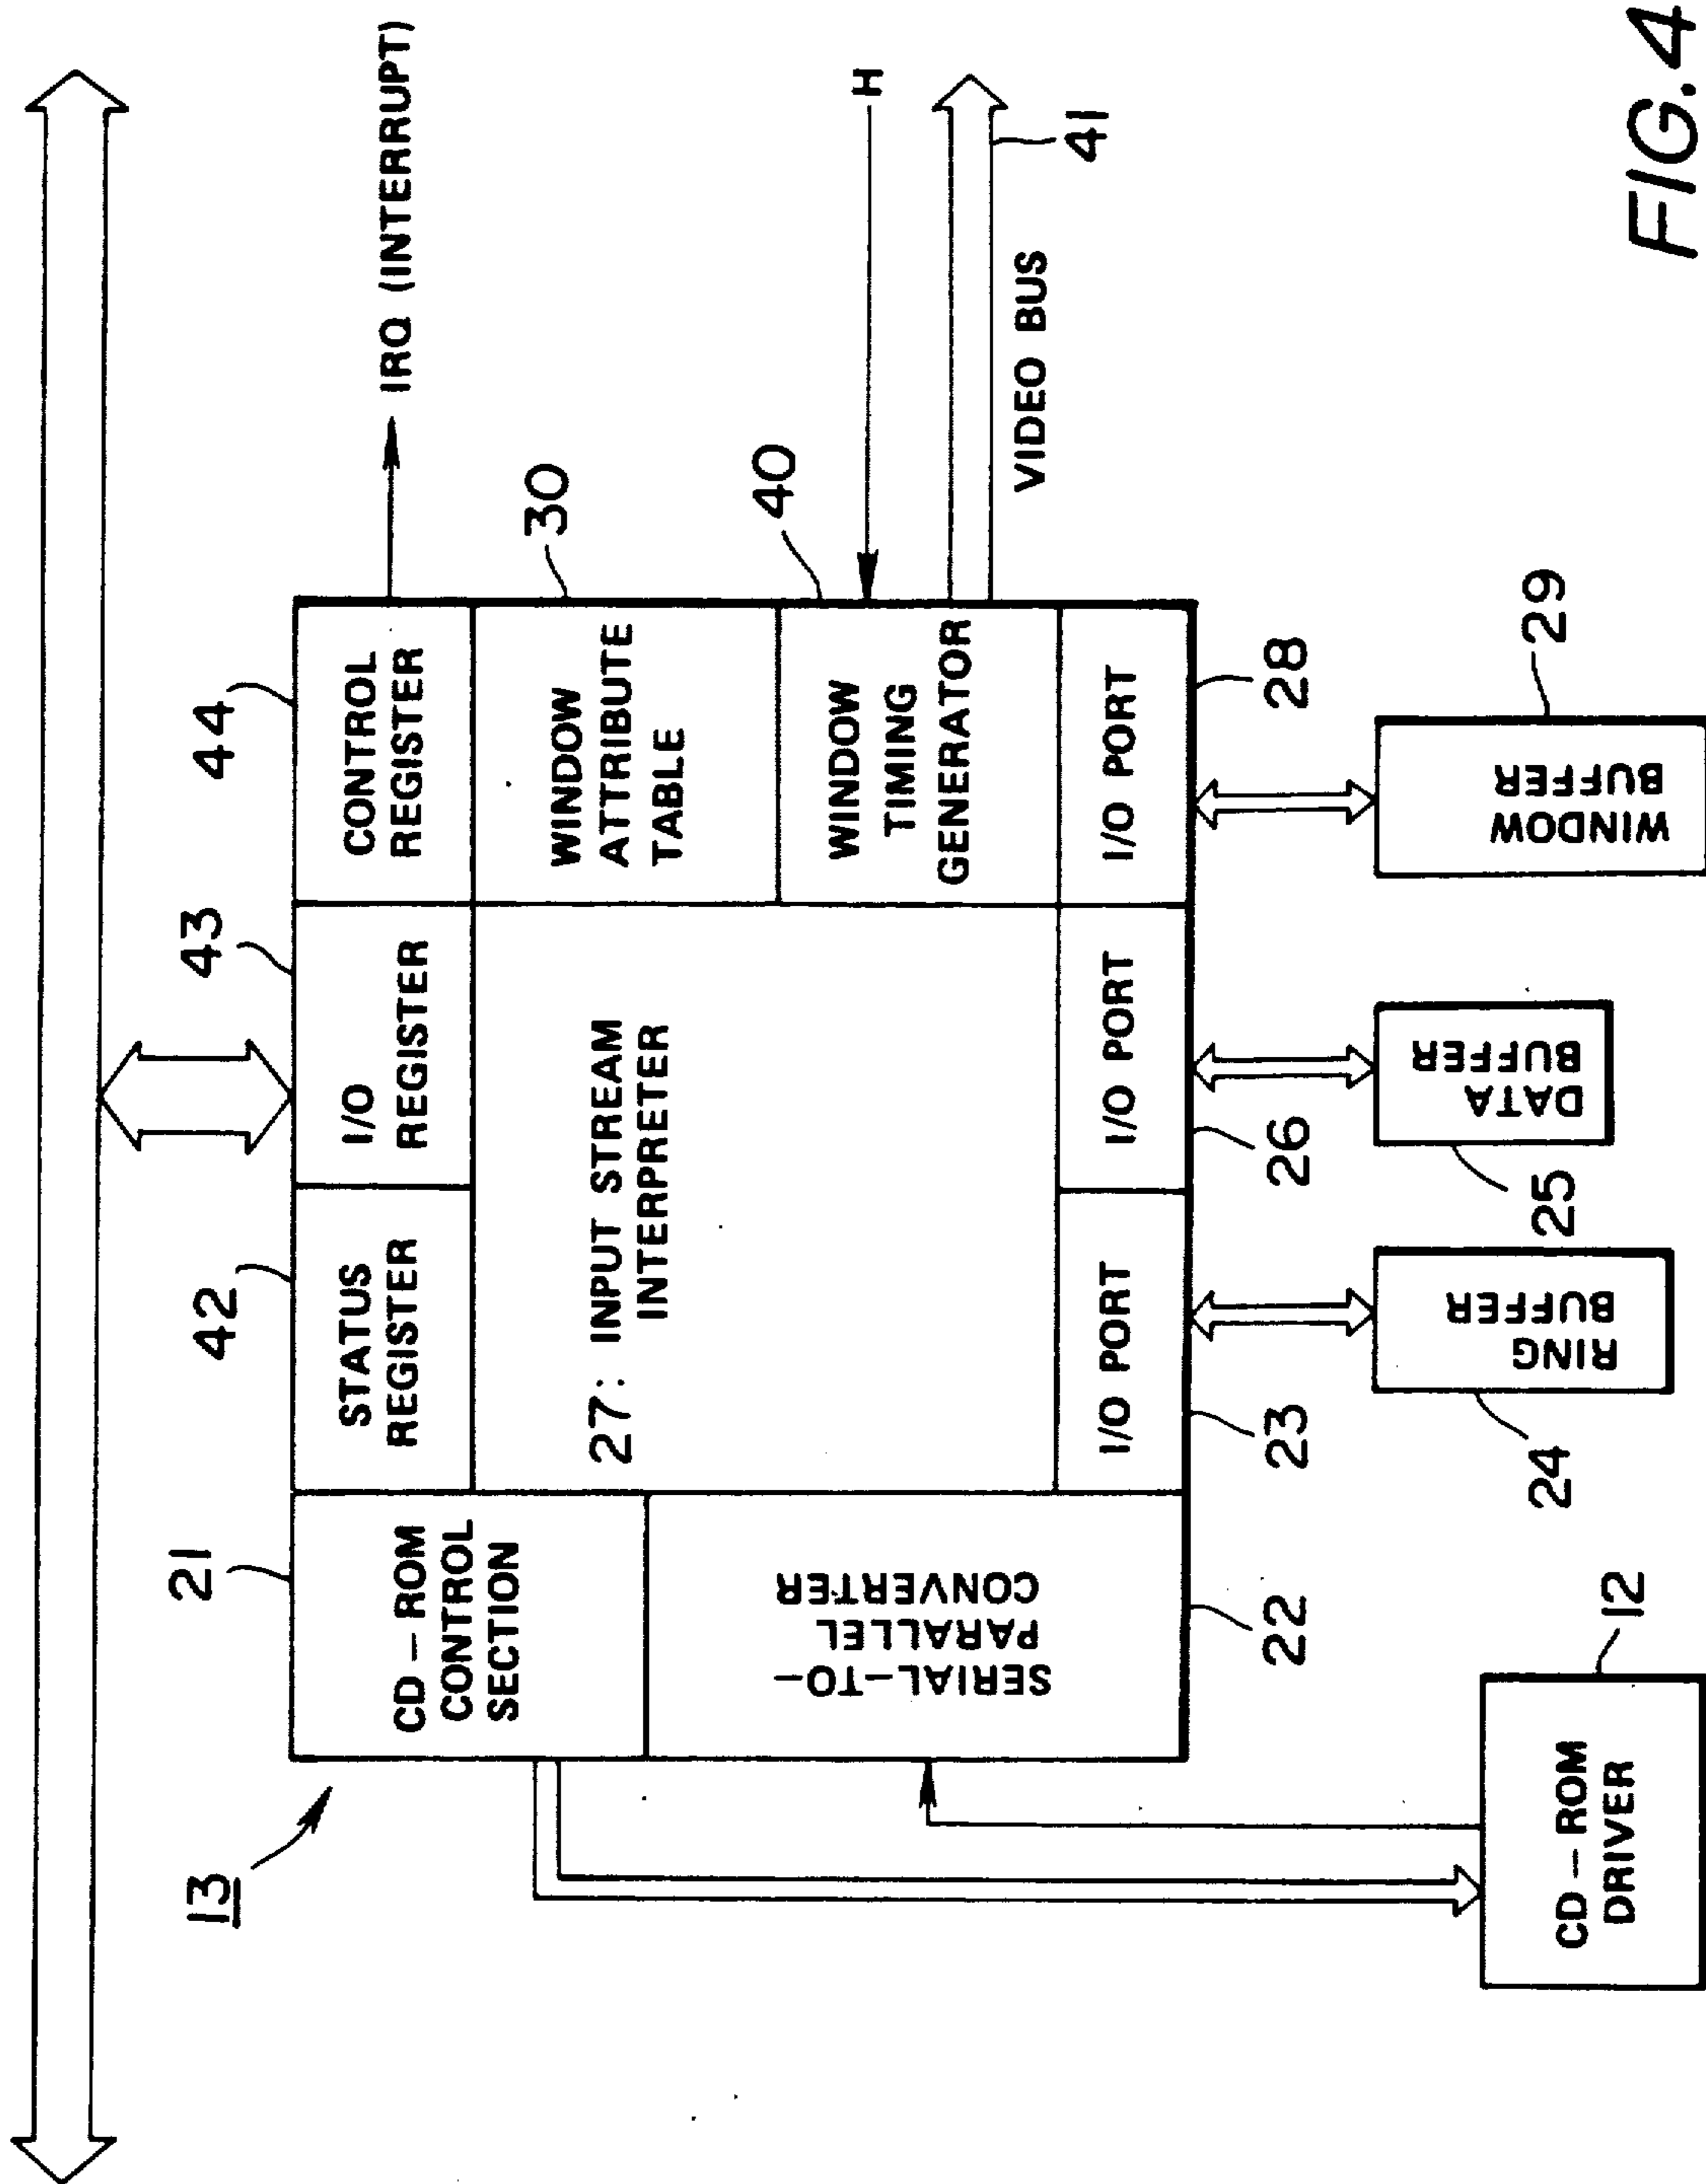 13
21
42
43
44
CD-ROM
CONTROL
SECTION
STATUS
REGISTER
I/O
REGISTER
CONTROL
REGISTER
IRQ (INTERRUPT)
27: INPUT STREAM
INTERPRETER
WINDOW
ATTRIBUTE
TABLE
30
SERIAL-TO-
PARALLEL
CONVERTER
WINDOW
TIMING
GENERATOR
40
H
VIDEO BUS
41
I/O PORT
I/O PORT
I/O PORT
22
23
26
28
12
CD-ROM
DRIVER
24
RING
BUFFER
25
DATA
BUFFER
WINDOW
BUFFER
29
FIG. 4